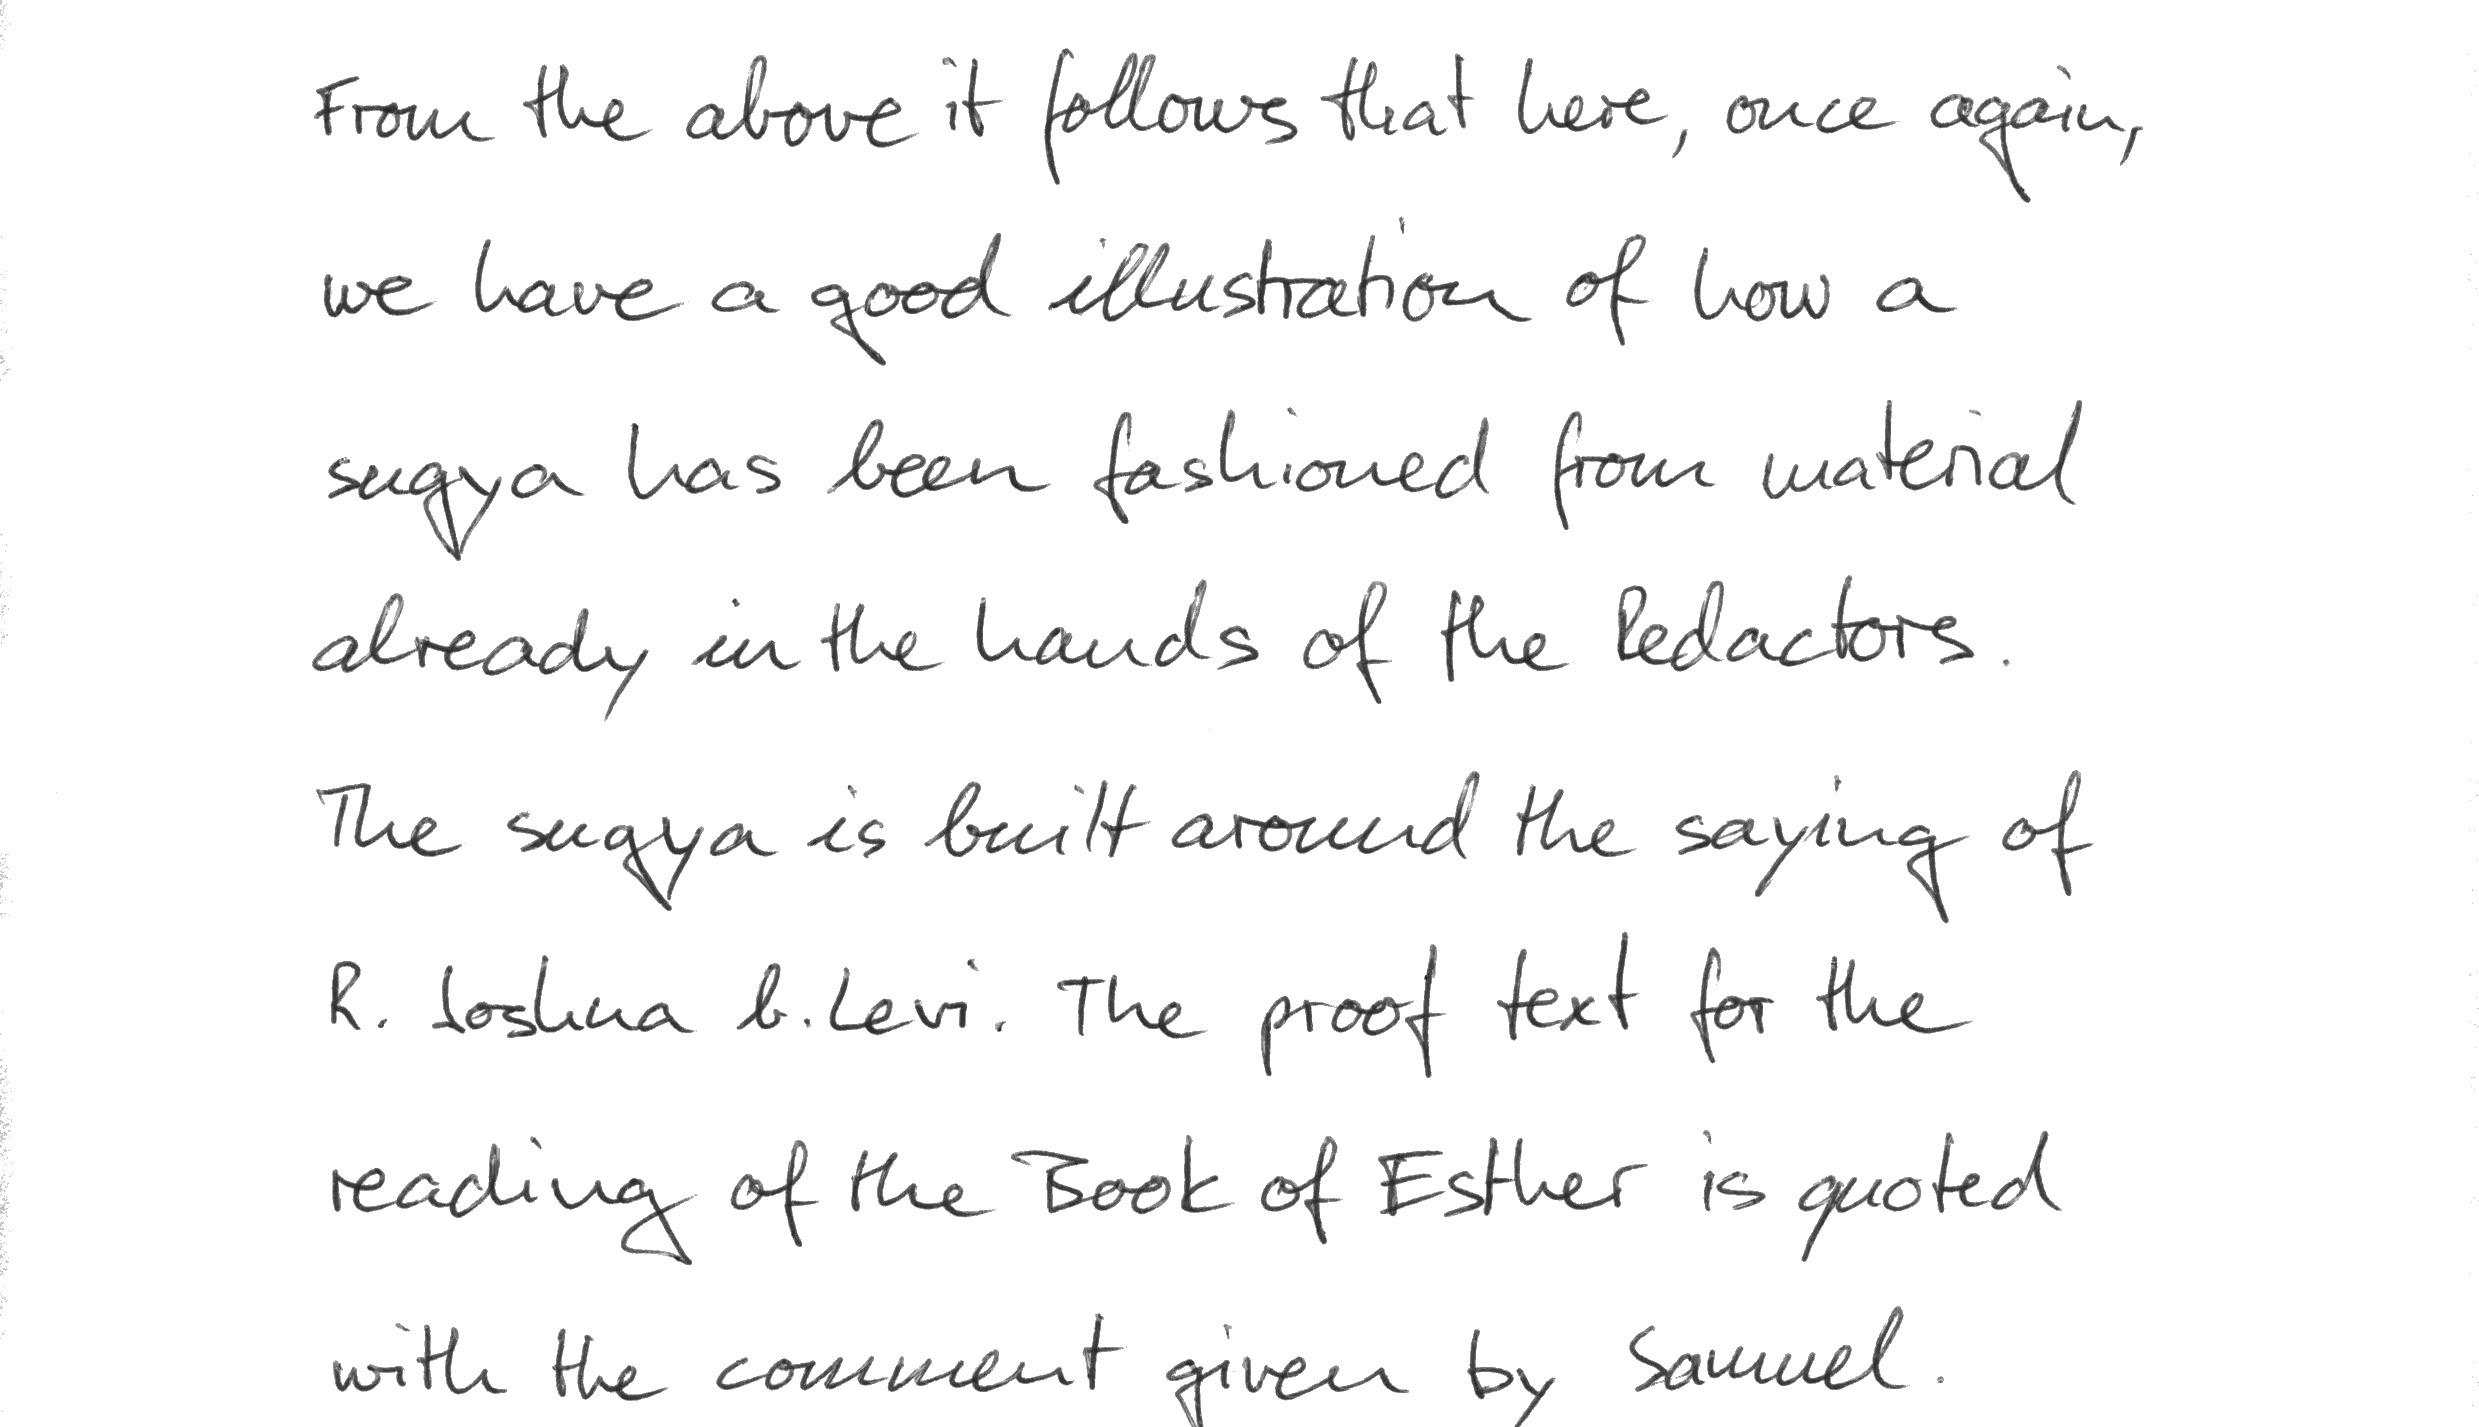 From the above it follows that here, once again,
we have a good illustration of how a
sugya has been fashioned from material
already in the hands of the Redactors.
The sugya is built around the saying of
R. Joshua b. Levi. The proof text for the
reading of the Book of Esther is quoted
with the comment given by Samuel.